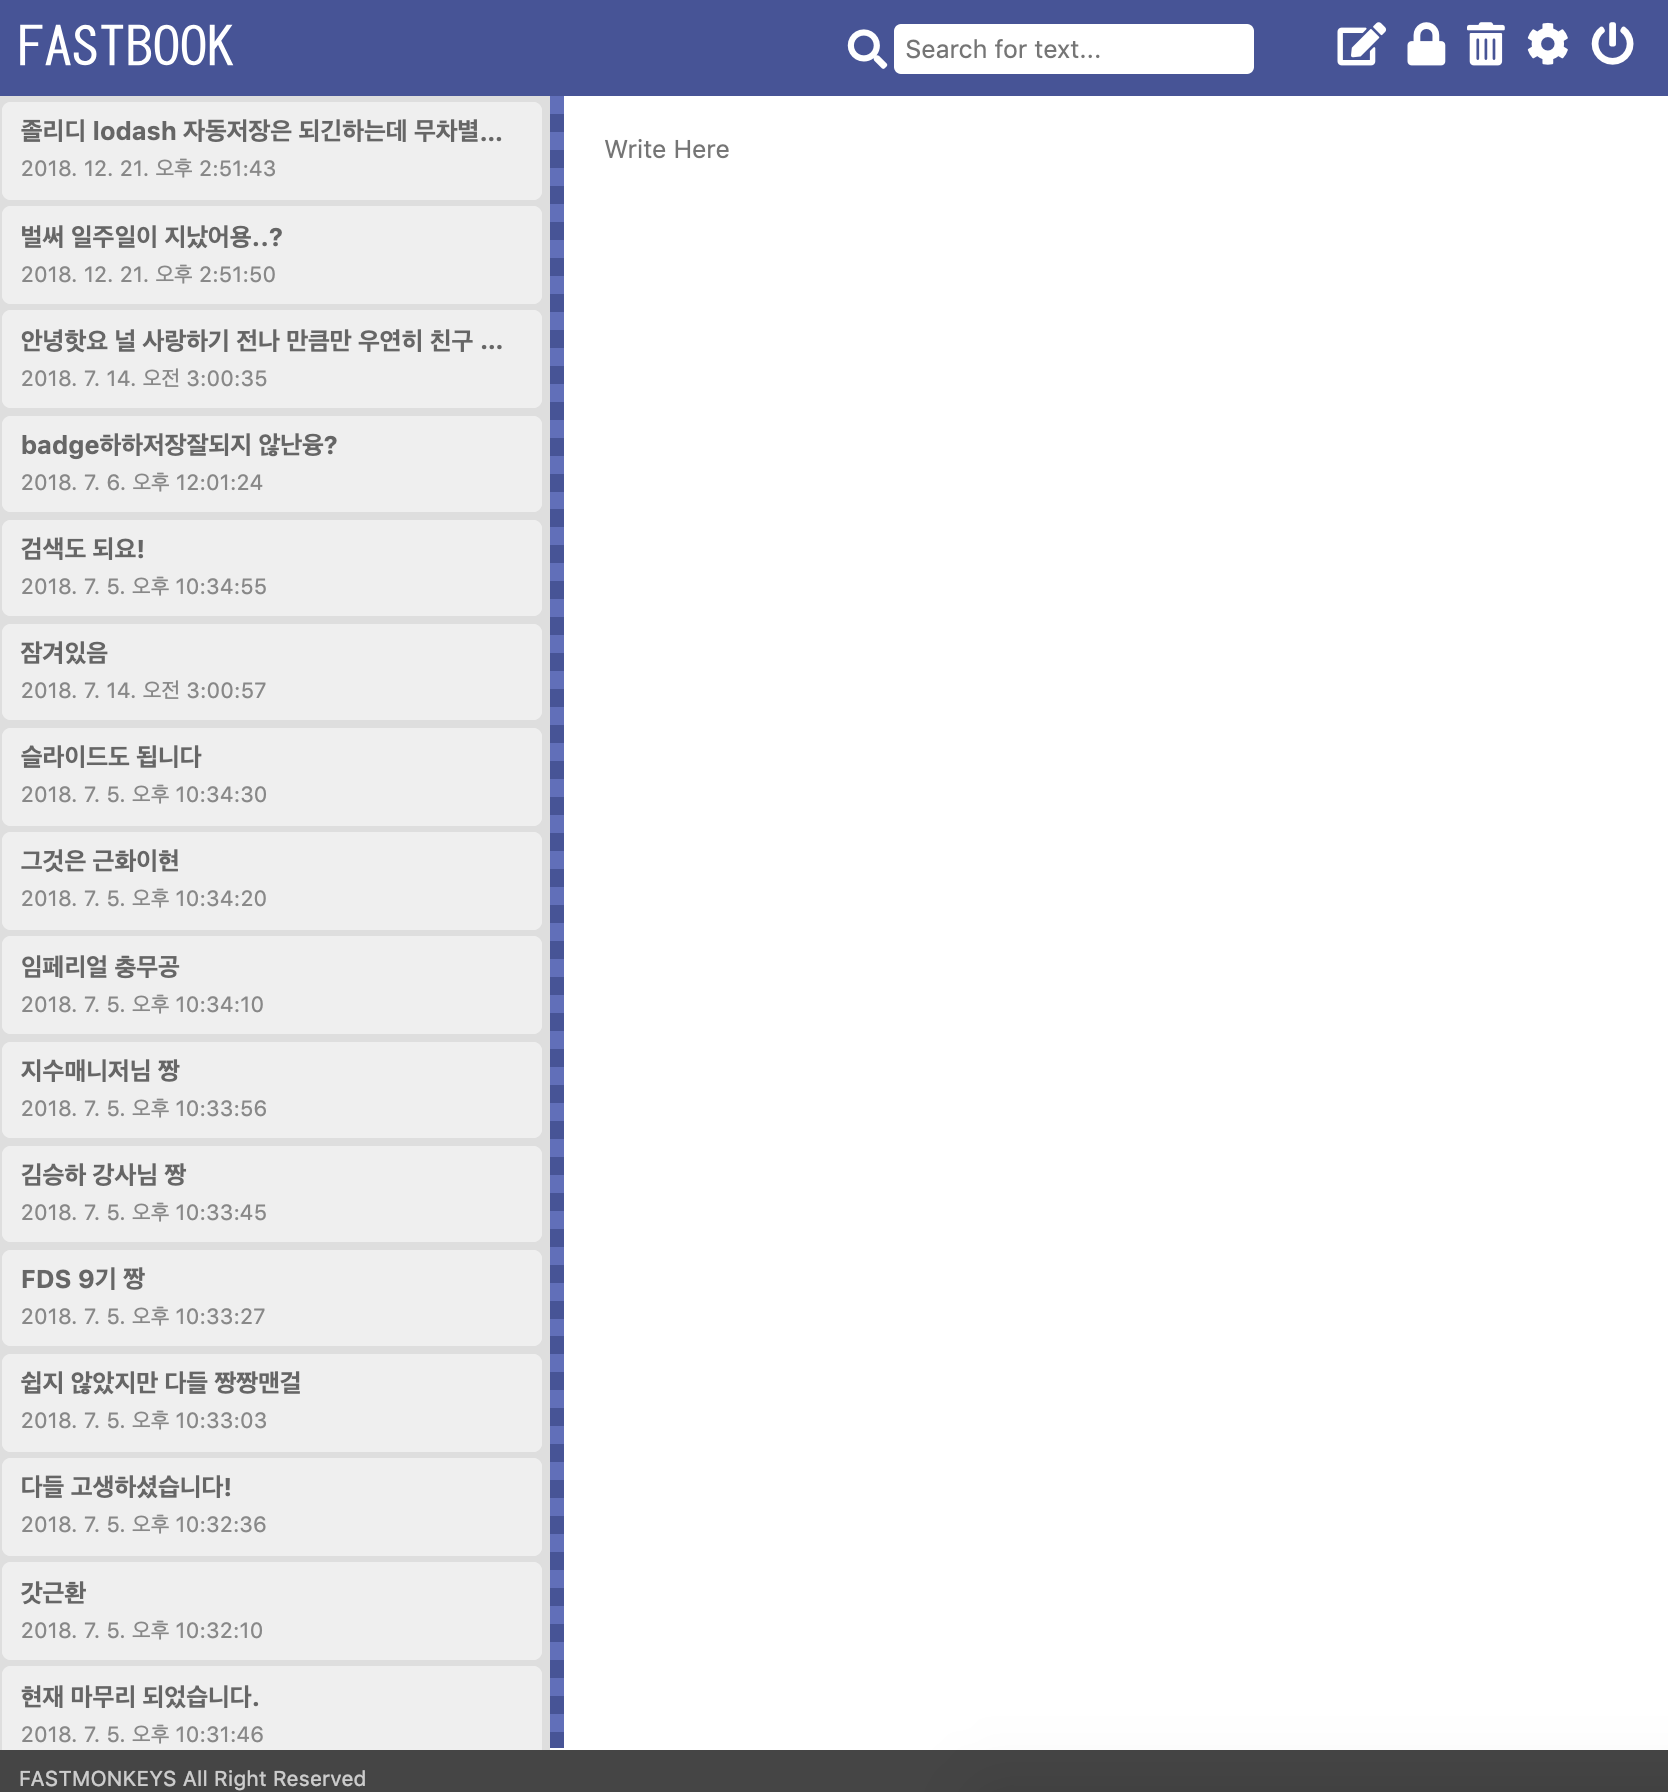 FASTBOOK
Search for text...
졸리디 lodash 자동저장은 되긴하는데 무차별...
2018. 12. 21. 오후 2:51:43
벌써 일주일이 지났어용..?
2018. 12. 21. 오후 2:51:50
안녕핫요 널 사랑하기 전나 만큼만 우연히 친구 ...
2018. 7. 14. 오전 3:00:35
badge하하저장잘되지 않난융?
2018. 7. 6. 오후 12:01:24
검색도 되요!
2018. 7. 5. 오후 10:34:55
잠겨있음
2018. 7. 14. 오전 3:00:57
슬라이드도 됩니다
2018. 7. 5. 오후 10:34:30
그것은 근화이현
2018. 7. 5. 오후 10:34:20
임페리얼 충무공
2018. 7. 5. 오후 10:34:10
지수매니저님 짱
2018. 7. 5. 오후 10:33:56
김승하 강사님 짱
2018. 7. 5. 오후 10:33:45
FDS 9기 짱
2018. 7. 5. 오후 10:33:27
쉽지 않았지만 다들 짱짱맨걸
2018. 7. 5. 오후 10:33:03
다들 고생하셨습니다!
2018. 7. 5. 오후 10:32:36
갓근환
2018. 7. 5. 오후 10:32:10
현재 마무리 되었습니다.
2018. 7. 5. 오후 10:31:46
Write Here
FASTMONKEYS All Right Reserved